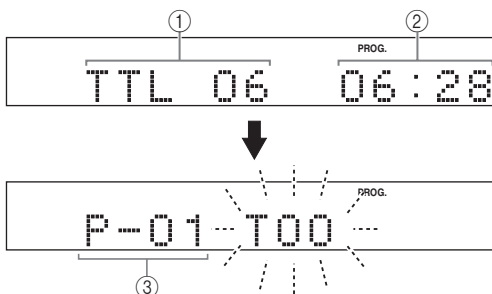 ① ②
PROG.
TTL 06 06:28
PROG.
P-01 T00
③